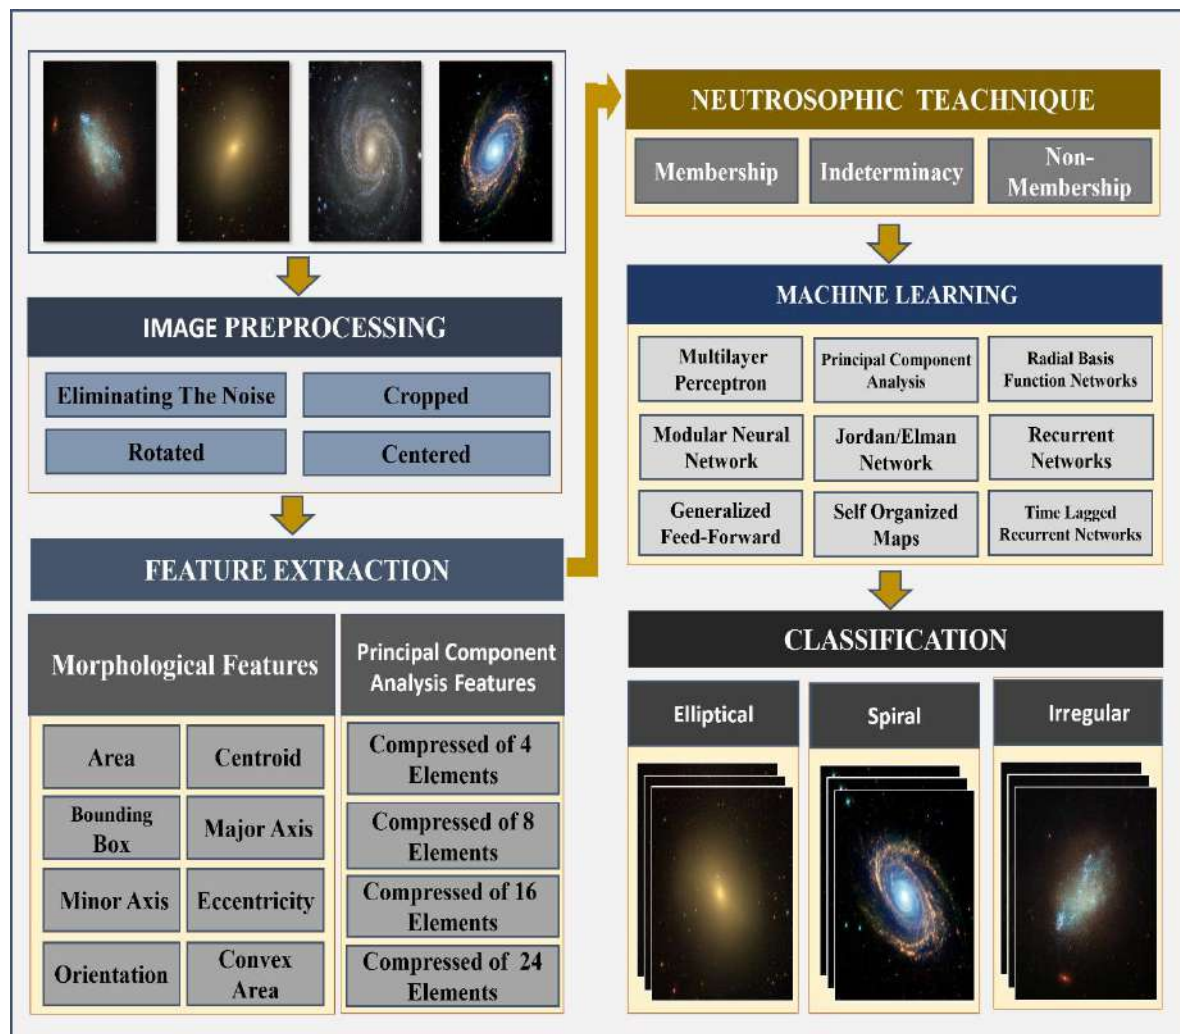 IMAGE PREPROCESSING
Eliminating The Noise
Cropped
Rotated
Centered
FEATURE EXTRACTION
Morphological Features
Area
Centroid
Bounding
Box
Major Axis
Minor Axis
Eccentricity
Orientation
Convex
Area
Principal Component
Analysis Features
Compressed of 4
Elements
Compressed of 8
Elements
Compressed of 16
Elements
Compressed of 24
Elements
NEUTROSOPHIC TEACHNIQUE
Membership
Indeterminacy
Non-
Membership
MACHINE LEARNING
Multilayer
Perceptron
Principal Component
Analysis
Radial Basis
Function Networks
Modular Neural
Network
Jordan/Elman
Network
Recurrent
Networks
Generalized
Feed-Forward
Self Organized
Maps
Time Lagged
Recurrent Networks
CLASSIFICATION
Elliptical
Spiral
Irregular